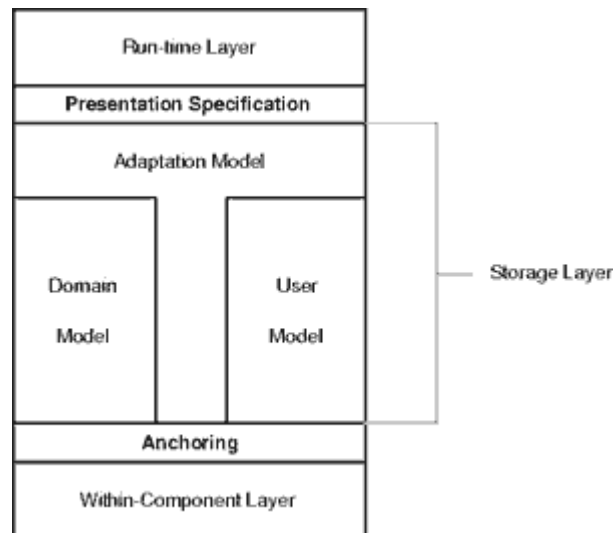 Run-time Layer
Presentation Specification
Adaptation Model
Domain
Model
User
Model
Storage Layer
Anchoring
Within-Component Layer